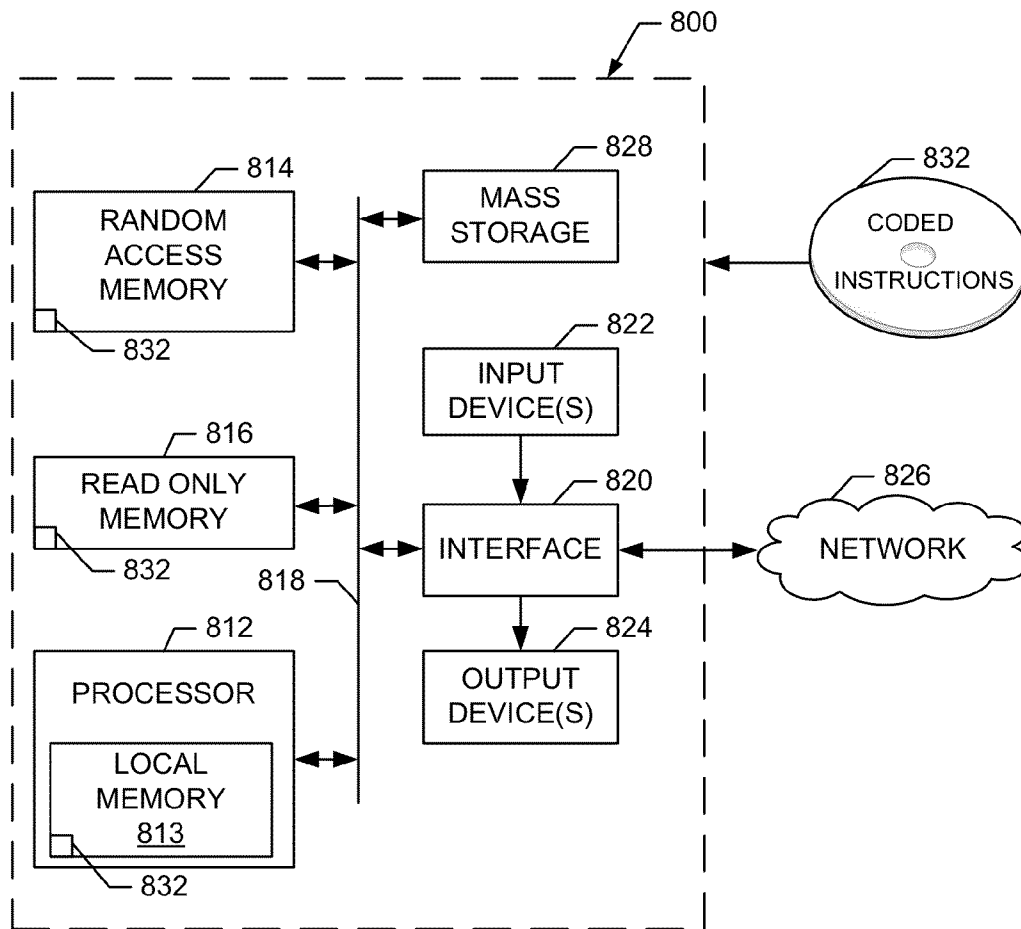 800
814
RANDOM
ACCESS
MEMORY
832
828
MASS
STORAGE
832
CODED
INSTRUCTIONS
822
INPUT
DEVICE(S)
816
READ ONLY
MEMORY
832
820
INTERFACE
826
NETWORK
818
812
PROCESSOR
LOCAL
MEMORY
813
832
824
OUTPUT
DEVICE(S)